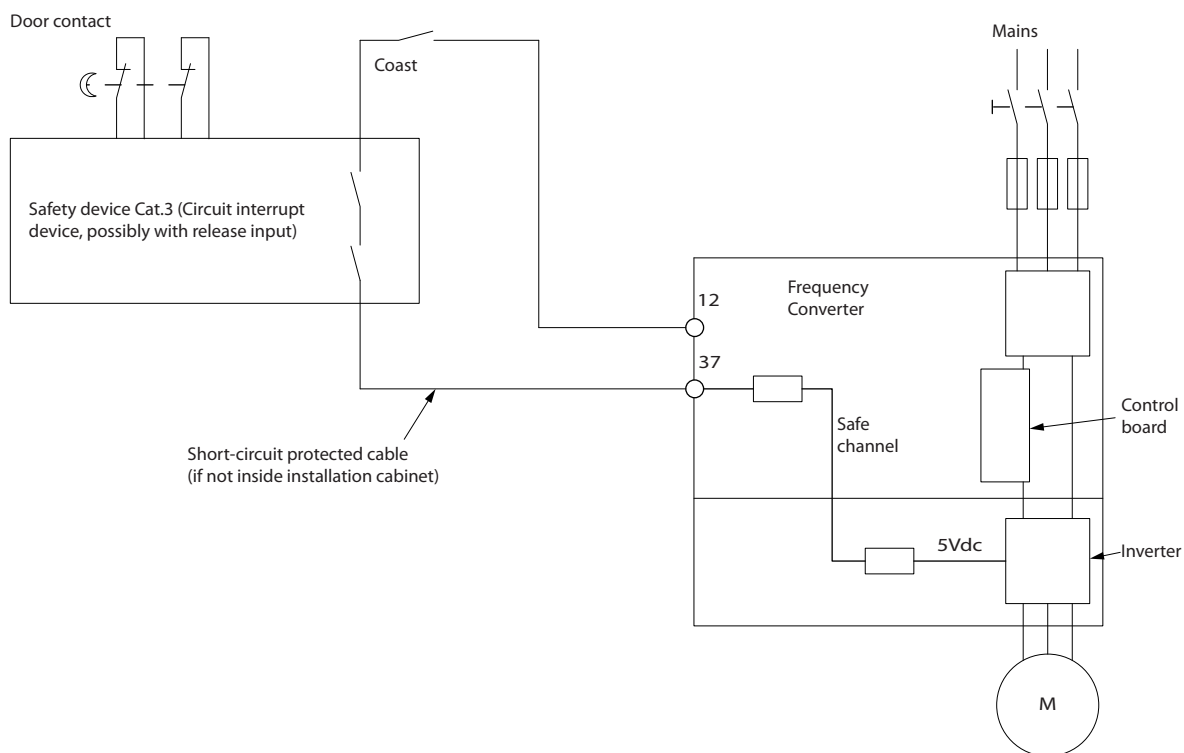 Door contact
Coast
Mains
Safety device Cat.3 (Circuit interrupt
device, possibly with release input)
12
Frequency
Converter
37
Control
board
Safe
channel
Short-circuit protected cable
(if not inside installation cabinet)
5Vdc
Inverter
M